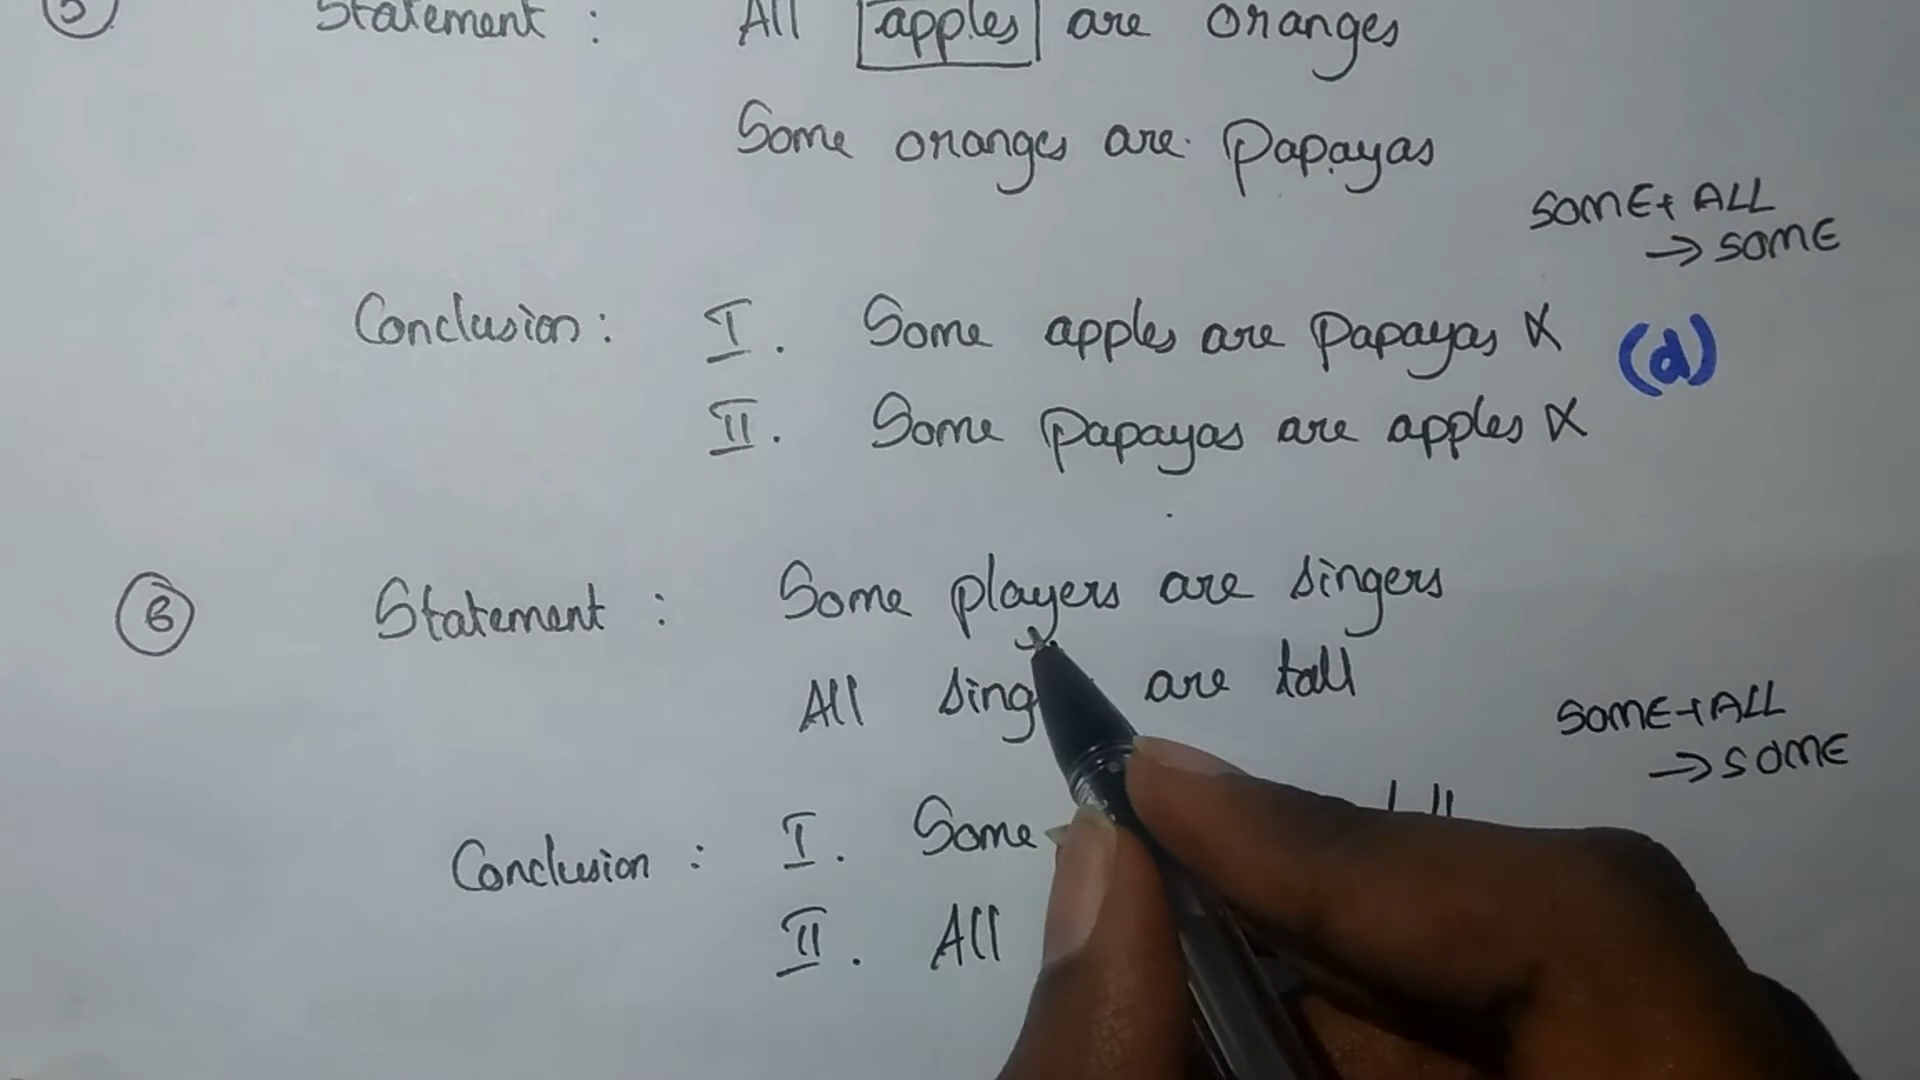 5 Statement : All apples are oranges
Some oranges are Papayas
SOME + ALL
→ SOME
Conclusion : I. Some apples are Papayas X
(d)
II. Some Papayas are apples X
6 Statement : Some players are singers
All are tall
SOME + ALL
→ SOME
Conclusion : I. Some
II. All